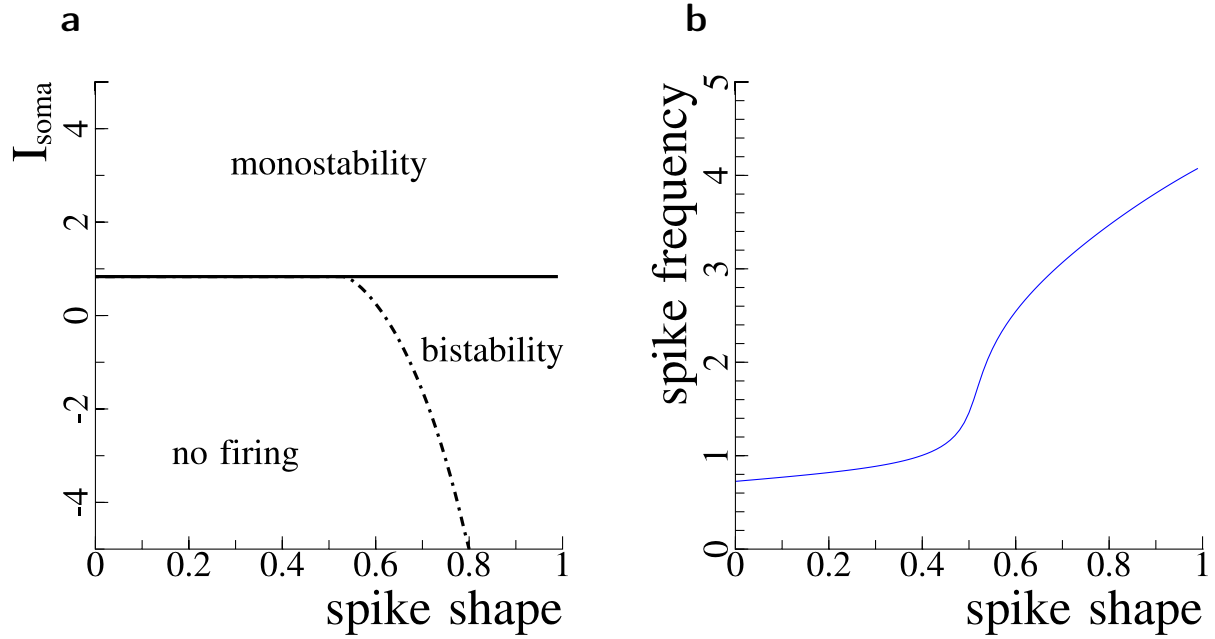 a
I_soma
4
2
0
-2
-4
monostability
bistability
no firing
0 0.2 0.4 0.6 0.8 1
spike shape
b
spike frequency
5
4
3
2
1
0
0 0.2 0.4 0.6 0.8 1
spike shape